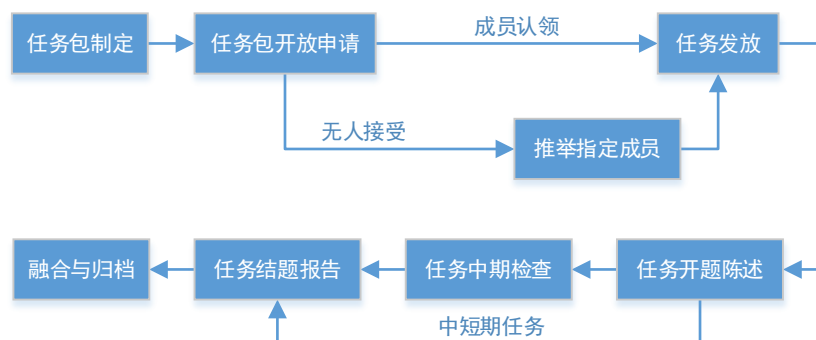 任务包制定
任务包开放申请
成员认领
任务发放
无人接受
推举指定成员
融合与归档
任务结题报告
任务中期检查
任务开题陈述
中短期任务